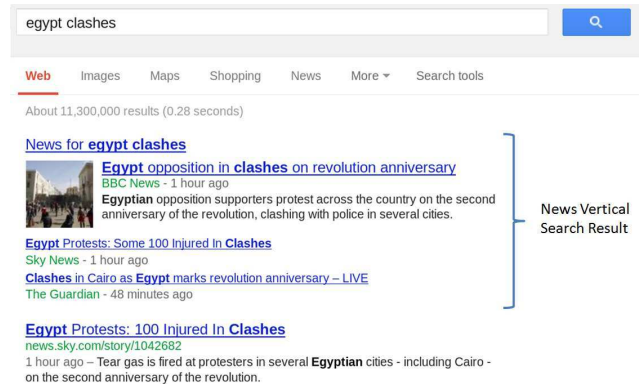 egypt clashes
Web Images Maps Shopping News More Search tools
About 11,300,000 results (0.28 seconds)
News for egypt clashes
Egypt opposition in clashes on revolution anniversary
BBC News - 1 hour ago
Egyptian opposition supporters protest across the country on the second
anniversary of the revolution, clashing with police in several cities.
Egypt Protests: Some 100 Injured In Clashes
Sky News - 1 hour ago
Clashes in Cairo as Egypt marks revolution anniversary – LIVE
The Guardian - 48 minutes ago
News Vertical
Search Result
Egypt Protests: 100 Injured In Clashes
news.sky.com/story/1042682
1 hour ago – Tear gas is fired at protesters in several Egyptian cities - including Cairo -
on the second anniversary of the revolution.